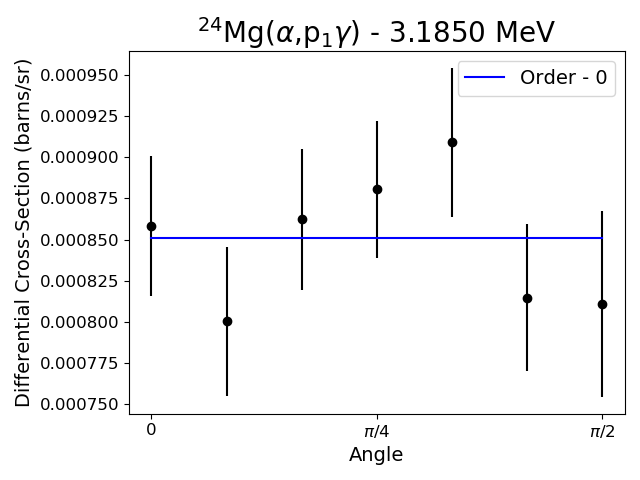 ²⁴Mg(α,p₁γ) - 3.1850 MeV
Order - 0
Differential Cross-Section (barns/sr)
0.000950
0.000925
0.000900
0.000875
0.000850
0.000825
0.000800
0.000775
0.000750
0 π/4 π/2
Angle